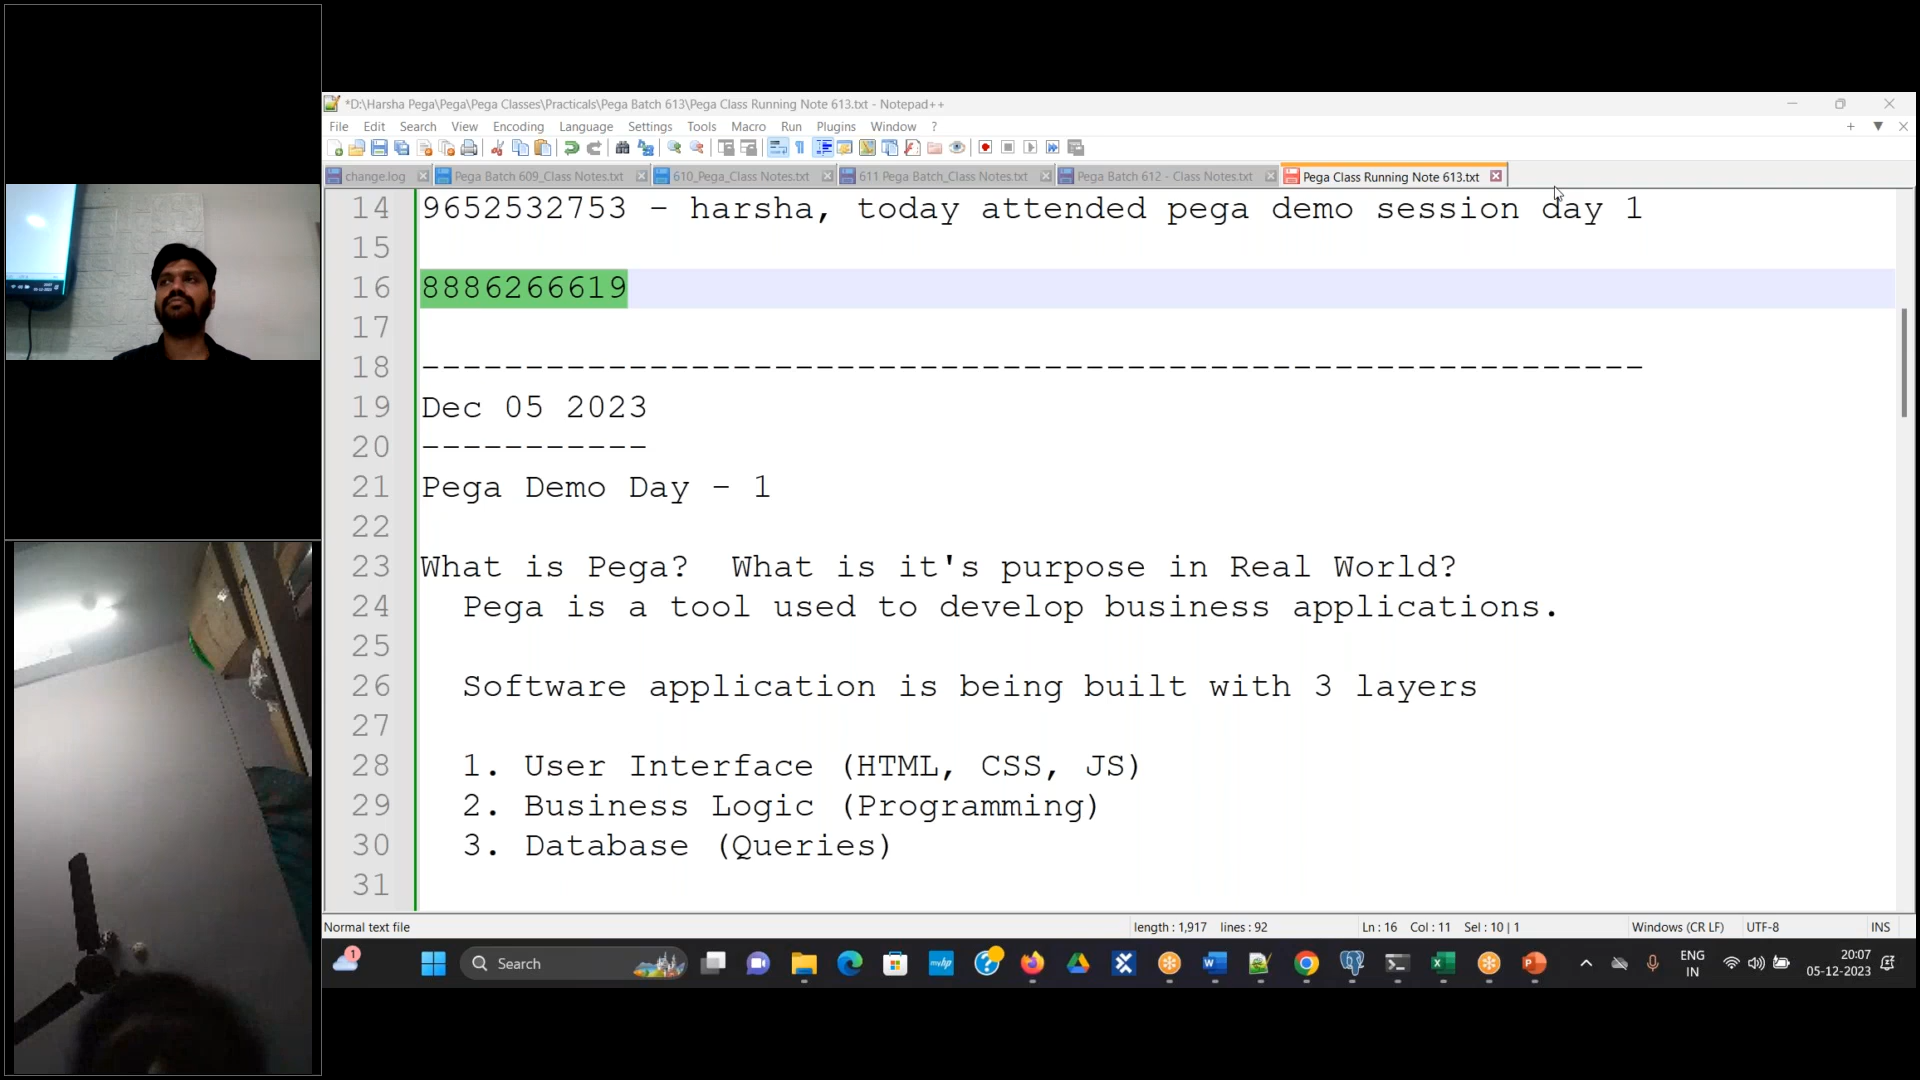 *D:\Harsha Pega\Pega\Pega Classes\Practicals\Pega Batch 613\Pega Class Running Note 613.txt - Notepad++
File Edit Search View Encoding Language Settings Tools Macro Run Plugins Window ?
change.log Pega Batch 609_Class Notes.txt 610_Pega_Class Notes.txt 611 Pega Batch_Class Notes.txt Pega Batch 612 - Class Notes.txt Pega Class Running Note 613.txt
14 9652532753 - harsha, today attended pega demo session day 1
15
16 8886266619
17
18 -----------------------------------------------------------
19 Dec 05 2023
20 -----------
21 Pega Demo Day - 1
22
23 What is Pega?  What is it's purpose in Real World?
24 Pega is a tool used to develop business applications.
25
26 Software application is being built with 3 layers
27
28 1. User Interface (HTML, CSS, JS)
29 2. Business Logic (Programming)
30 3. Database (Queries)
31
Normal text file length : 1,917 lines : 92 Ln : 16 Col : 11 Sel : 10 | 1 Windows (CR LF) UTF-8 INS
1 Search myhp ENG IN 20:07 05-12-2023